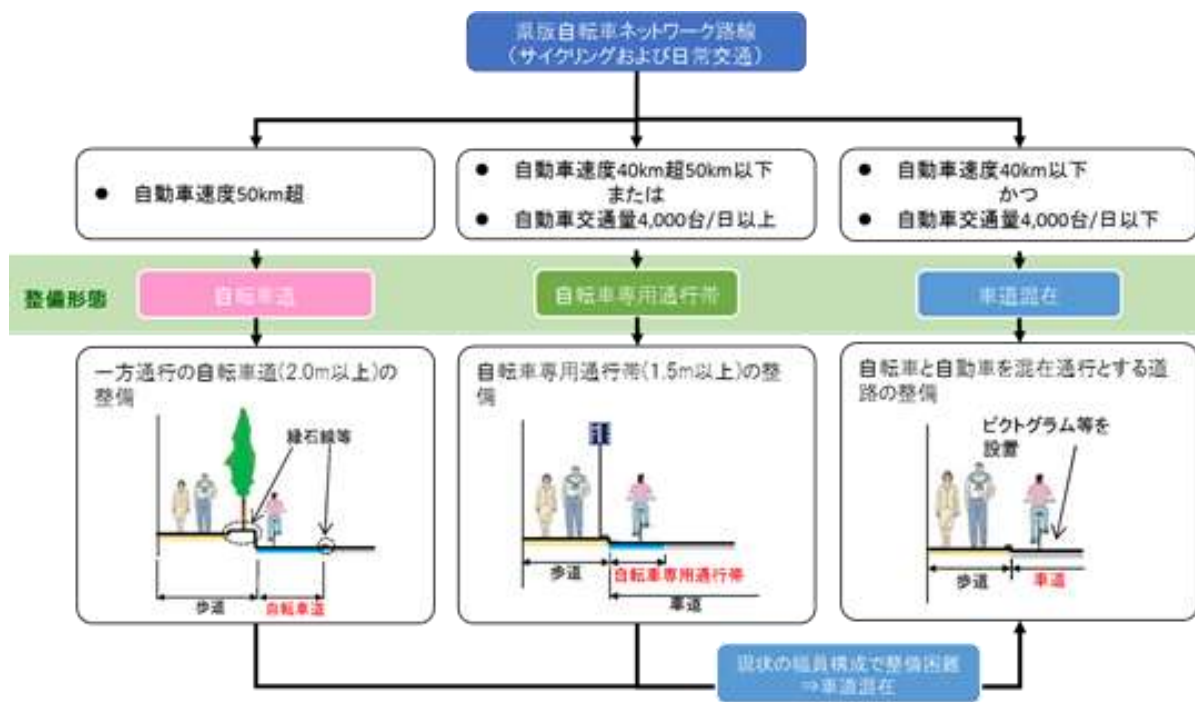 県版自転車ネットワーク路線
(サイクリングおよび日常交通)
● 自動車速度50km超
● 自動車速度40km超50km以下
または
● 自動車交通量4,000台/日以上
● 自動車速度40km以下
かつ
● 自動車交通量4,000台/日以下
整備形態
自転車道
自転車専用通行帯
車道混在
一方通行の自転車道(2.0m以上)の
整備
縁石線等
歩道
自転車道
自転車専用通行帯(1.5m以上)の整
備
歩道
自転車専用通行帯
車道
自転車と自動車を混在通行とする道
路の整備
ピクトグラム等を
設置
歩道
車道
現状の幅員構成で整備困難
⇒車道混在